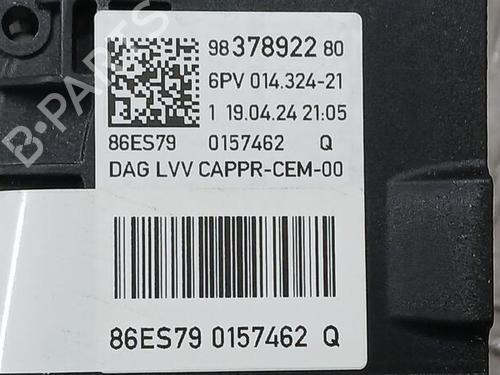 98 378922 80
6PV 014.324-21
1 19.04.24 21:05
86ES79 0157462 Q
DAG LVV CAPPR-CEM-00
86ES79 0157462 Q
B-PARTS